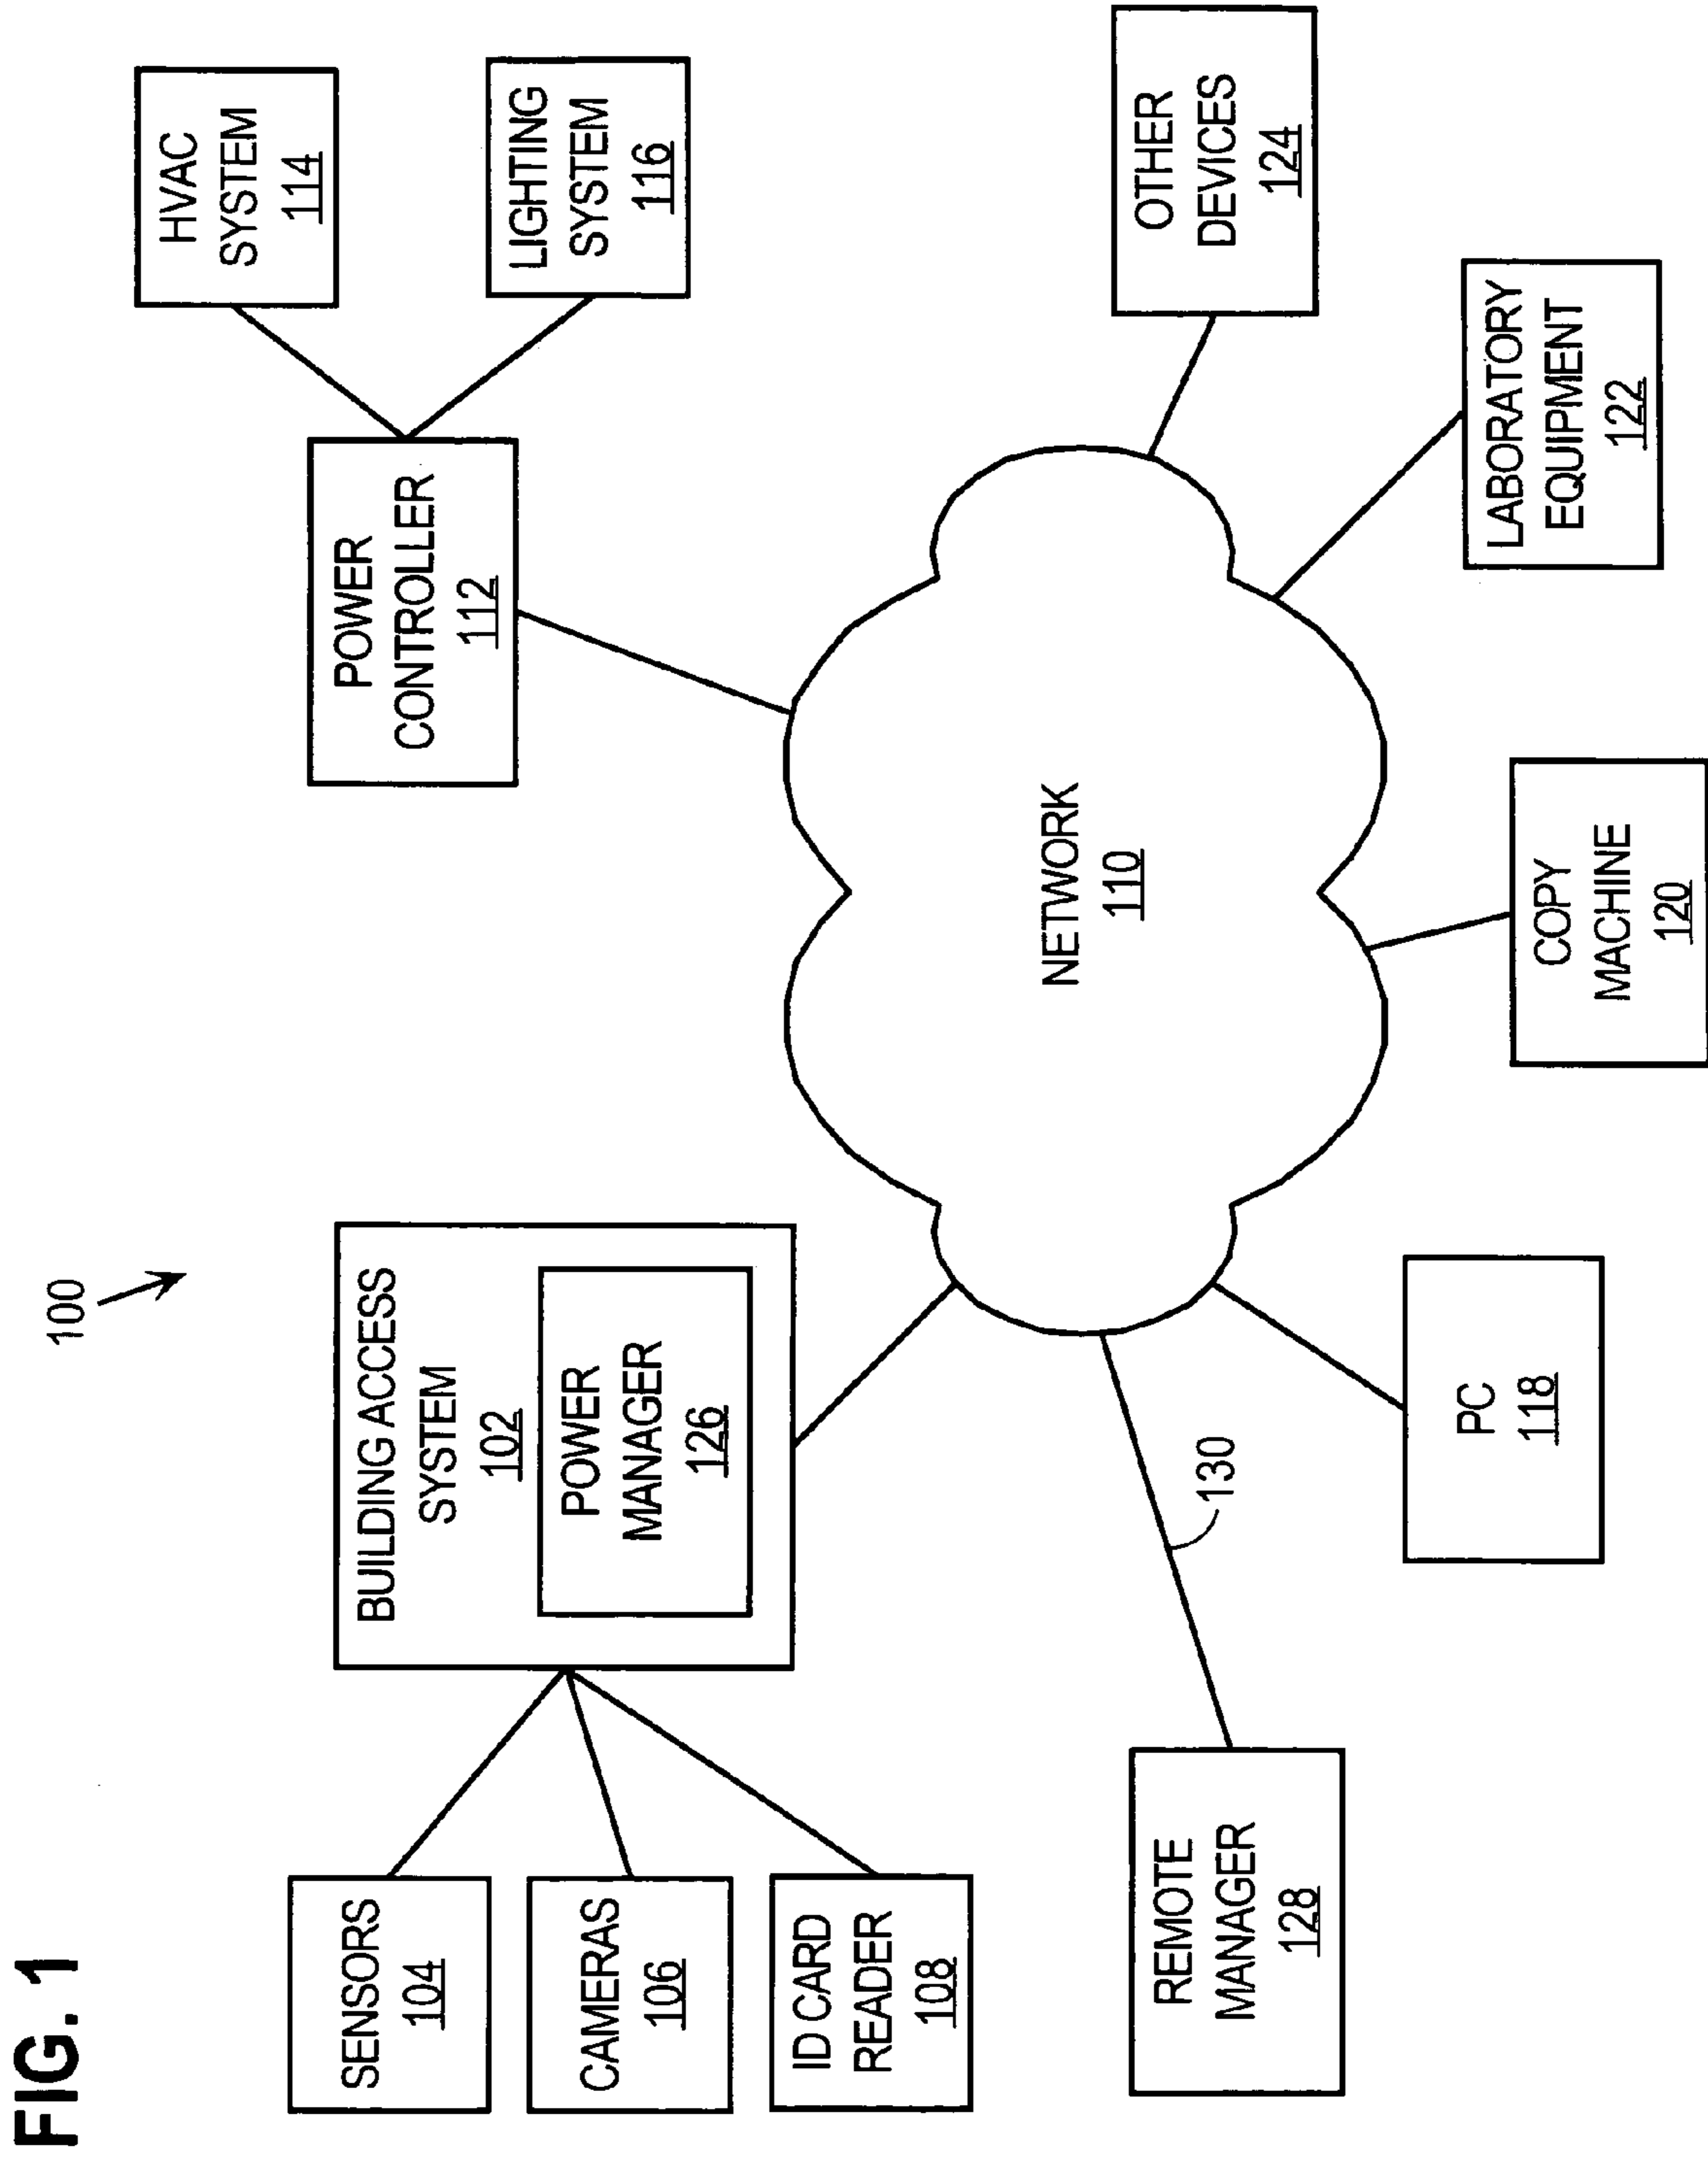 FIG. 1
100
SENSORS
104
CAMERAS
106
ID CARD
READER
108
BUILDING ACCESS
SYSTEM
102
POWER
MANAGER
126
POWER
CONTROLLER
112
HVAC
SYSTEM
114
LIGHTING
SYSTEM
116
NETWORK
110
REMOTE
MANAGER
128
130
PC
118
COPY
MACHINE
120
LABORATORY
EQUIPMENT
122
OTHER
DEVICES
124